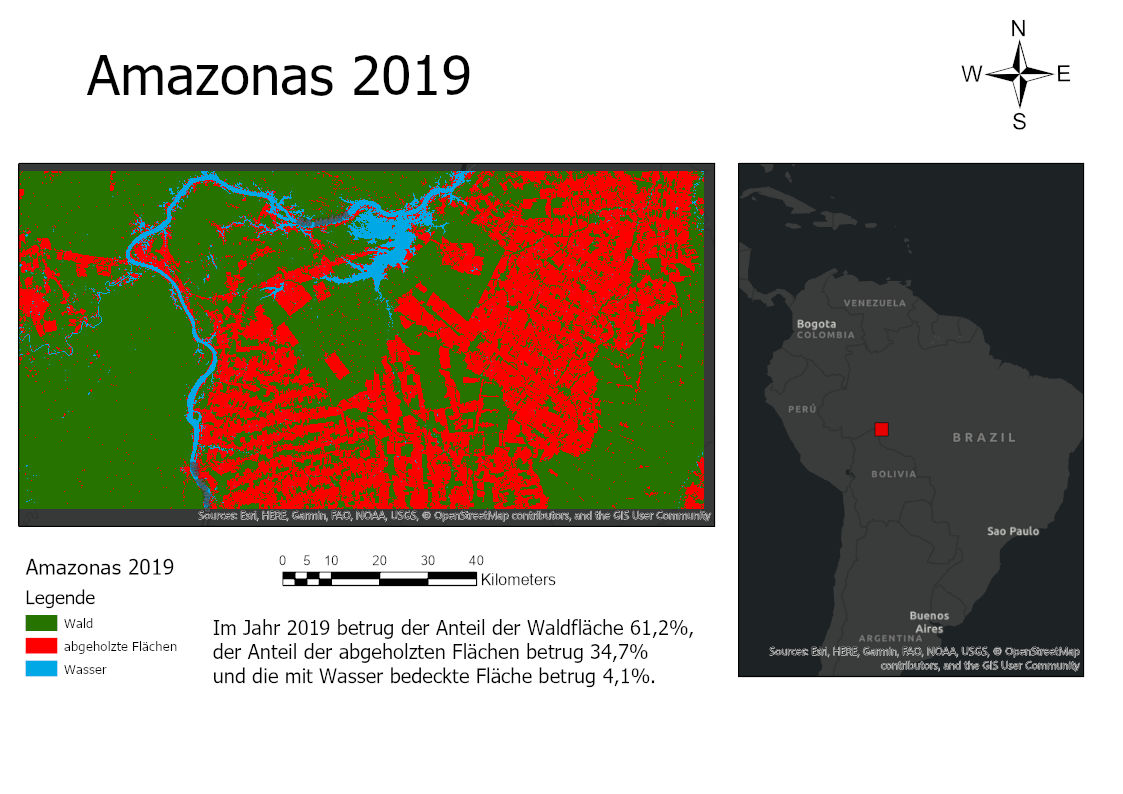 Amazonas 2019
N
W E
S
Sources: Esri, HERE, Garmin, FAO, NOAA, USGS, © OpenStreetMap contributors, and the GIS User Community
VENEZUELA
Bogota
COLOMBIA
PERÚ
BRAZIL
BOLIVIA
Sao Paulo
Buenos
Aires
ARGENTINA
Sources: Esri, HERE, Garmin, FAO, NOAA, USGS, © OpenStreetMap
contributors, and the GIS User Community
Amazonas 2019
Legende
Wald
abgeholzte Flächen
Wasser
0 5 10 20 30 40
Kilometers
Im Jahr 2019 betrug der Anteil der Waldfläche 61,2%,
der Anteil der abgeholzten Flächen betrug 34,7%
und die mit Wasser bedeckte Fläche betrug 4,1%.